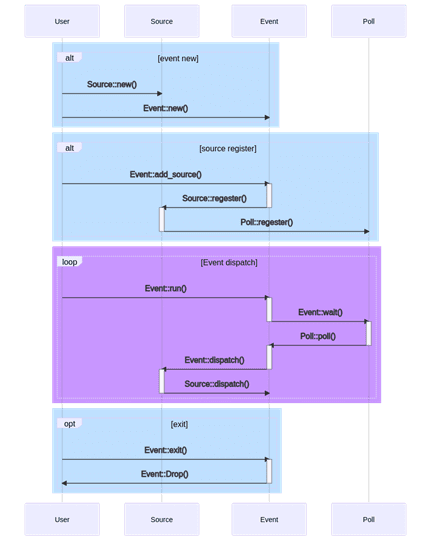 User Source Event Poll
alt [event new]
Source::new()
Event::new()
alt [source register]
Event::add_source()
Source::regester()
Poll::regester()
loop [Event dispatch]
Event::run()
Event::wait()
Poll::poll()
Event::dispatch()
Source::dispatch()
opt [exit]
Event::exit()
Event::Drop()
User Source Event Poll